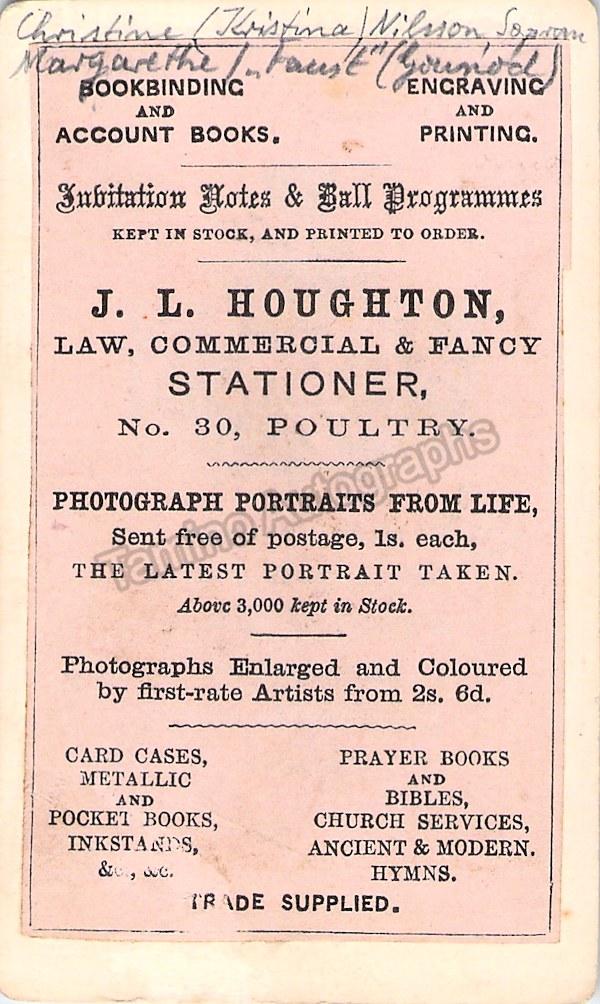 Christine (Kristina) Nilsson, Sopran
Margarethe / „Faust" (Gounod)
BOOKBINDING
AND
ACCOUNT BOOKS.
ENGRAVING
AND
PRINTING.
Invitation Notes & Ball Programmes
KEPT IN STOCK, AND PRINTED TO ORDER.
J. L. HOUGHTON,
LAW, COMMERCIAL & FANCY
STATIONER,
No. 30, POULTRY.
Tamino Autographs
PHOTOGRAPH PORTRAITS FROM LIFE,
Sent free of postage, 1s. each,
THE LATEST PORTRAIT TAKEN.
Above 3,000 kept in Stock.
Photographs Enlarged and Coloured
by first-rate Artists from 2s. 6d.
CARD CASES,
METALLIC
AND
POCKET BOOKS,
INKSTANDS,
&c., &c.
PRAYER BOOKS
AND
BIBLES,
CHURCH SERVICES,
ANCIENT & MODERN.
HYMNS.
TRADE SUPPLIED.